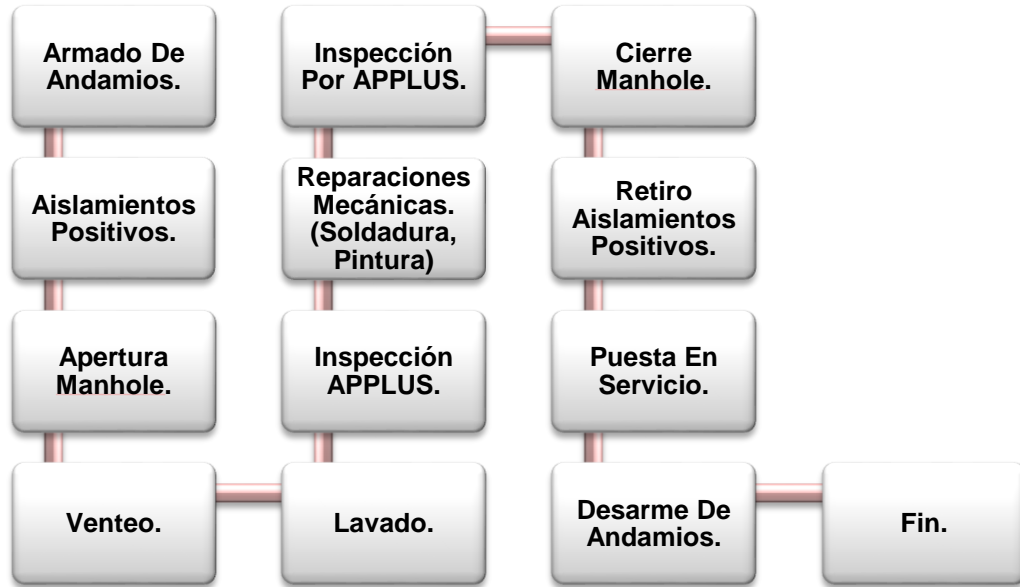 Armado De
Andamios.
Aislamientos
Positivos.
Apertura
Manhole.
Venteo.
Lavado.
Inspección
APPLUS.
Reparaciones
Mecánicas.
(Soldadura,
Pintura)
Inspección
Por APPLUS.
Cierre
Manhole.
Retiro
Aislamientos
Positivos.
Puesta En
Servicio.
Desarme De
Andamios.
Fin.